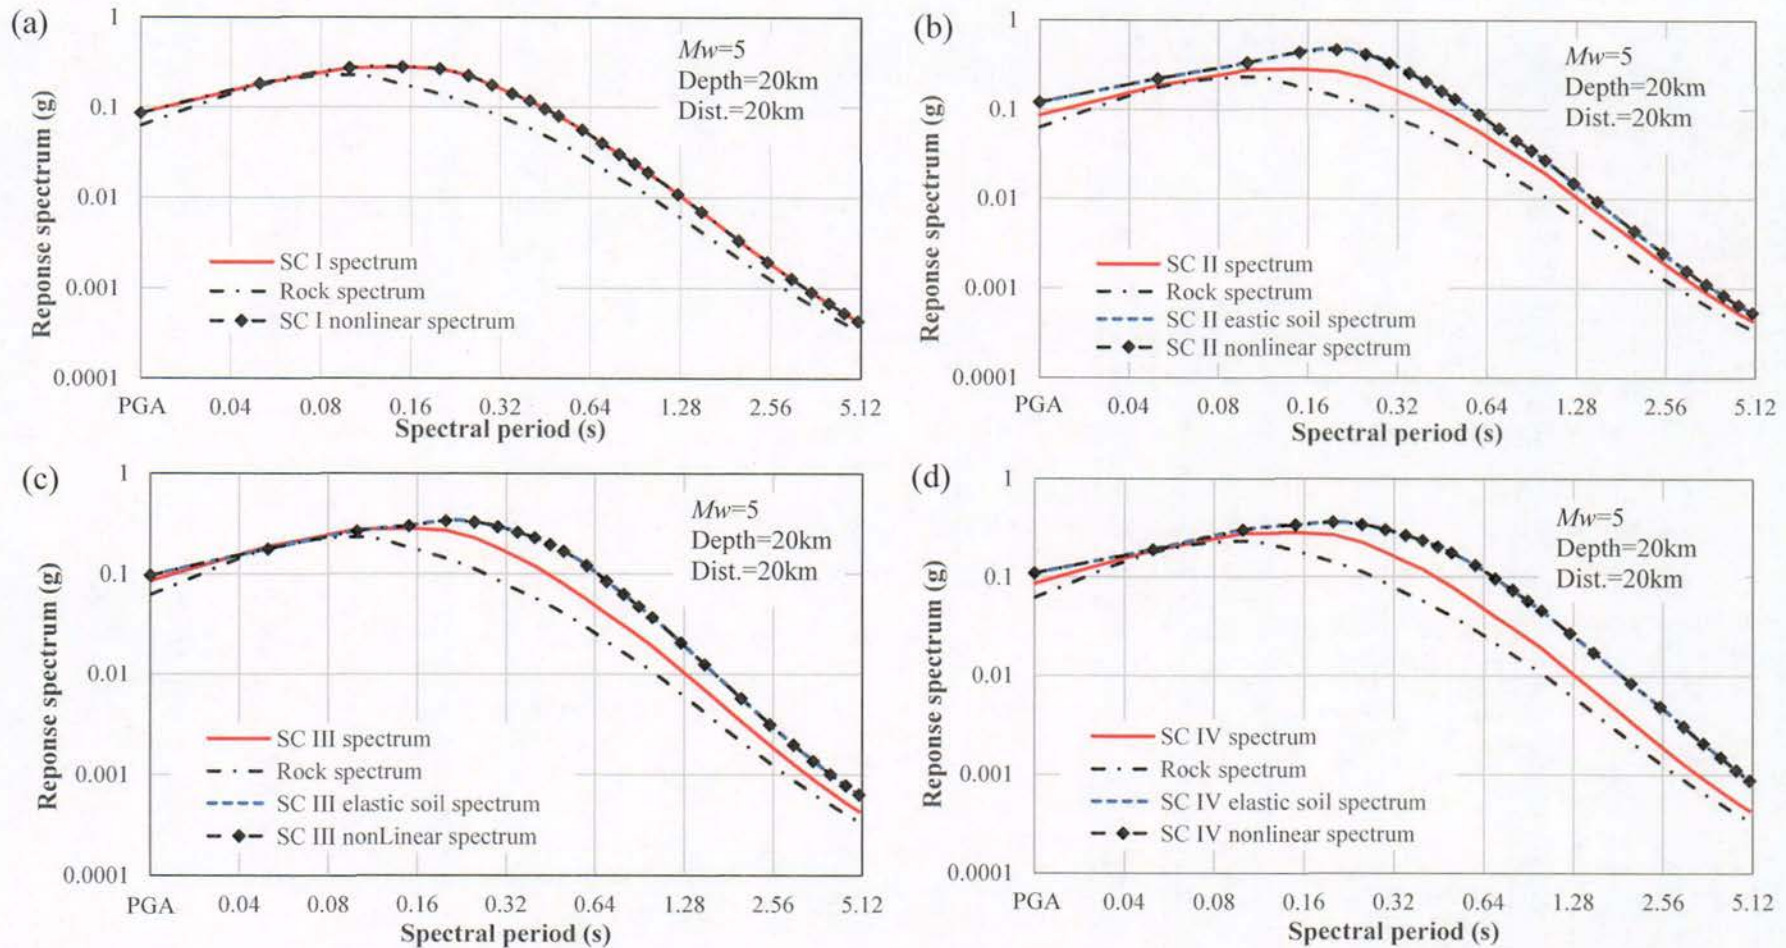 (a)
1
0.1
0.01
0.001
0.0001
Reponse spectrum (g)
Mw=5
Depth=20km
Dist.=20km
SC I spectrum
Rock spectrum
SC I nonlinear spectrum
PGA 0.04 0.08 0.16 0.32 0.64 1.28 2.56 5.12
Spectral period (s)
(b)
1
0.1
0.01
0.001
0.0001
Reponse spectrum (g)
Mw=5
Depth=20km
Dist.=20km
SC II spectrum
Rock spectrum
SC II eastic soil spectrum
SC II nonlinear spectrum
PGA 0.04 0.08 0.16 0.32 0.64 1.28 2.56 5.12
Spectral period (s)
(c)
1
0.1
0.01
0.001
0.0001
Reponse spectrum (g)
Mw=5
Depth=20km
Dist.=20km
SC III spectrum
Rock spectrum
SC III elastic soil spectrum
SC III nonLinear spectrum
PGA 0.04 0.08 0.16 0.32 0.64 1.28 2.56 5.12
Spectral period (s)
(d)
1
0.1
0.01
0.001
0.0001
Reponse spectrum (g)
Mw=5
Depth=20km
Dist.=20km
SC IV spectrum
Rock spectrum
SC IV elastic soil spectrum
SC IV nonlinear spectrum
PGA 0.04 0.08 0.16 0.32 0.64 1.28 2.56 5.12
Spectral period (s)